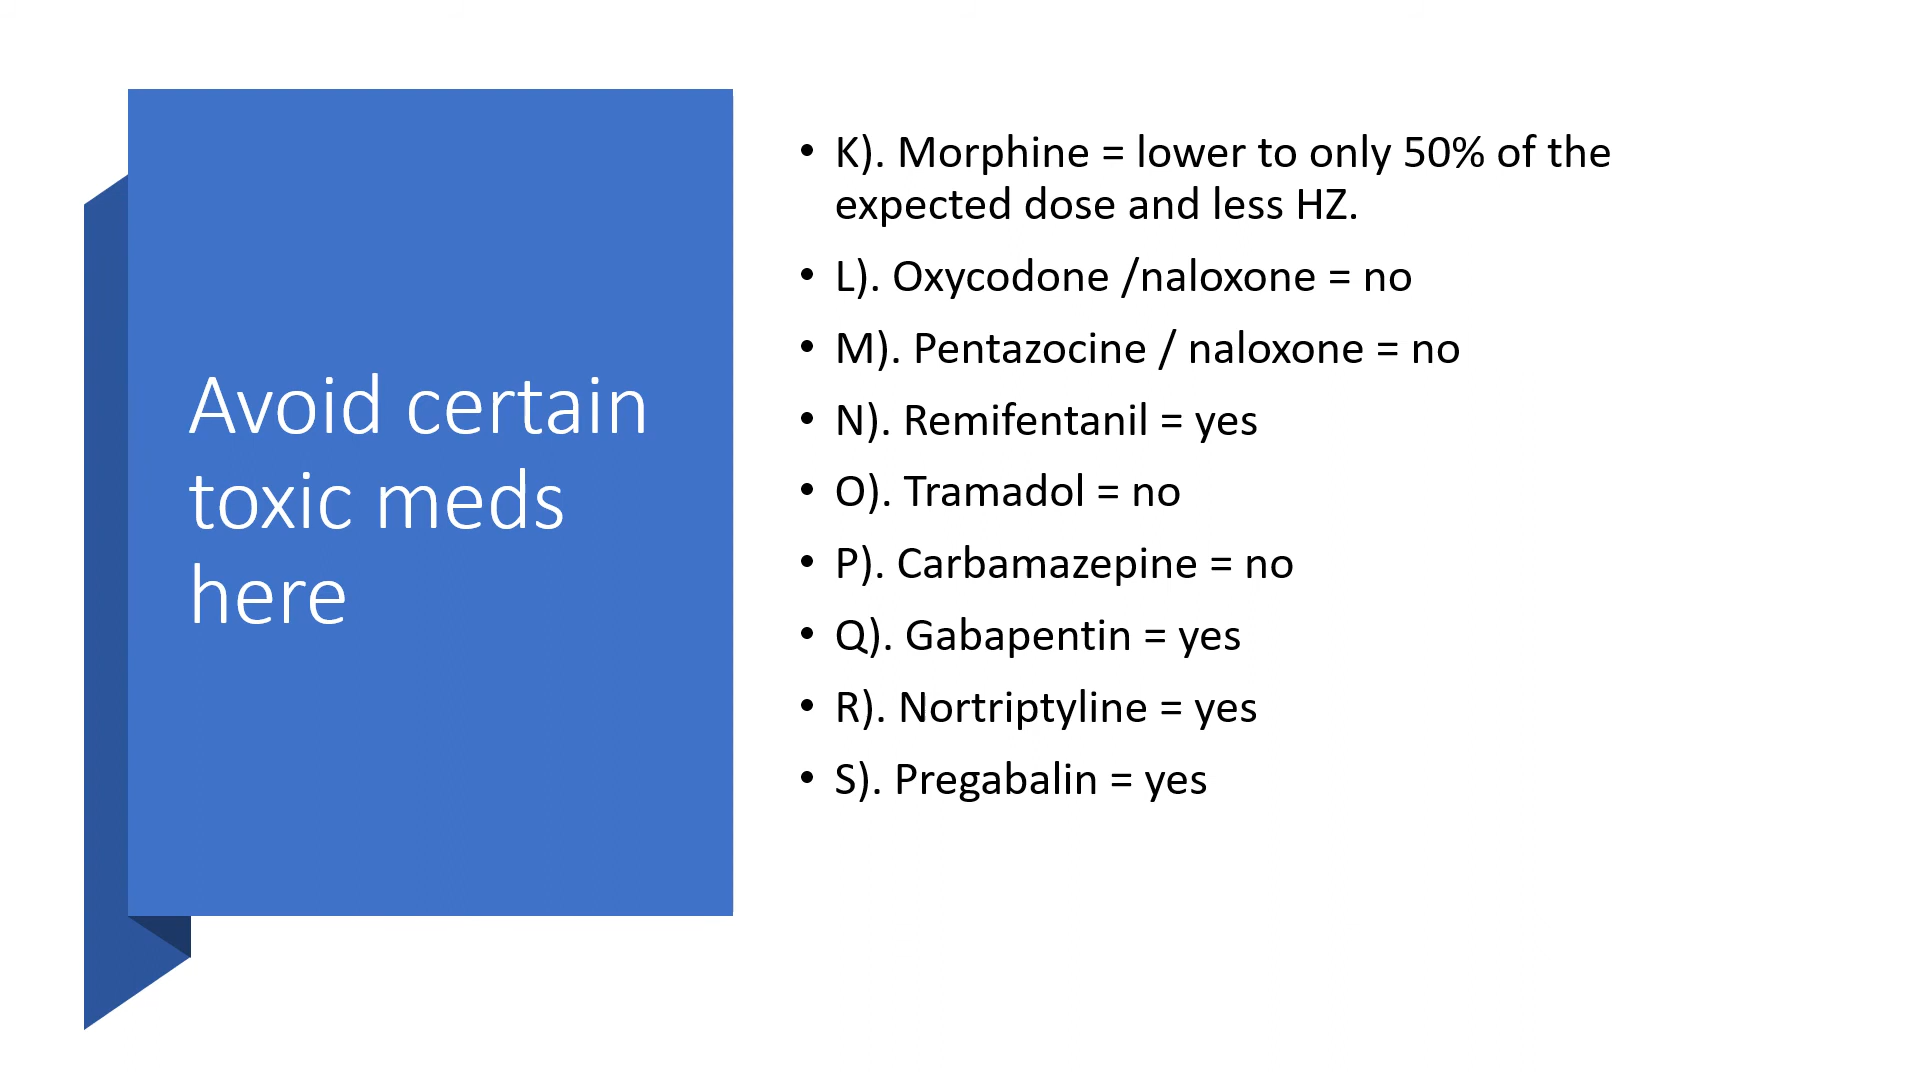 Avoid certain
toxic meds
here
• K). Morphine = lower to only 50% of the
expected dose and less HZ.
• L). Oxycodone /naloxone = no
• M). Pentazocine / naloxone = no
• N). Remifentanil = yes
• O). Tramadol = no
• P). Carbamazepine = no
• Q). Gabapentin = yes
• R). Nortriptyline = yes
• S). Pregabalin = yes